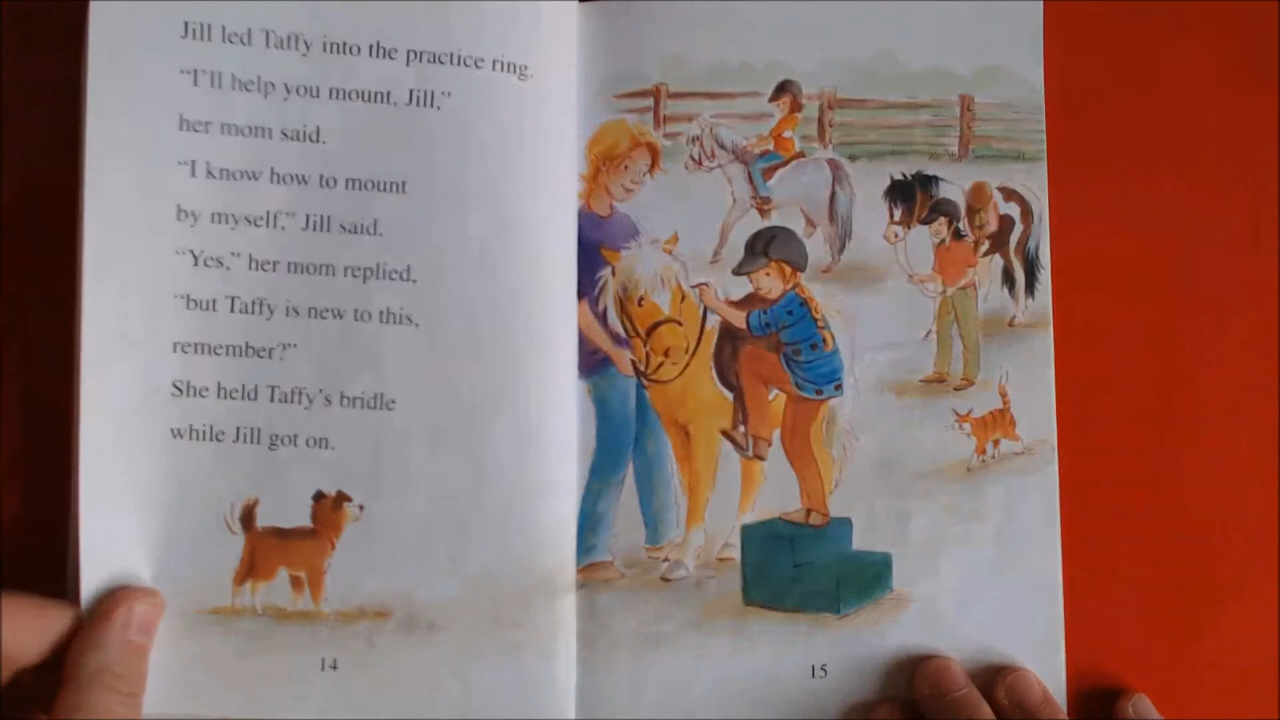 Jill led Taffy into the practice ring.
“I’ll help you mount, Jill,”
her mom said.
“I know how to mount
by myself,” Jill said.
“Yes,” her mom replied,
“but Taffy is new to this,
remember?”
She held Taffy’s bridle
while Jill got on.
14
15